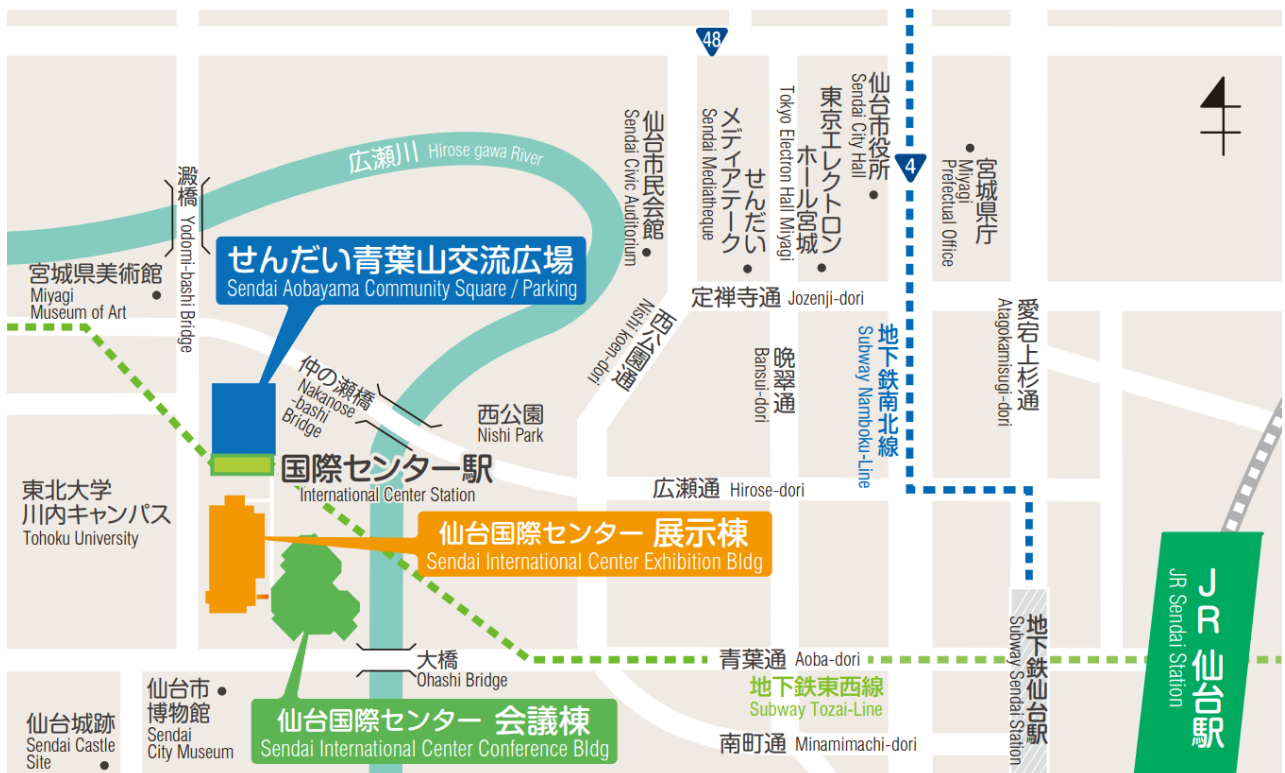 48
広瀬川 Hirose gawa River
澱橋
Yodomi-bashi Bridge
仙台市民会館
Sendai Civic Auditorium
せんだい
メディアテーク
Sendai Mediatheque
東京エレクトロン
ホール宮城
Tokyo Electron Hall Miyagi
仙台市役所
Sendai City Hall
4
宮城県庁
Miyagi
Prefectual Office
宮城県美術館
Miyagi
Museum of Art
せんだい青葉山交流広場
Sendai Aobayama Community Square / Parking
定禅寺通 Jozenji-dori
西公園通
Nishi Koen-dori
晩翠通
Bansui-dori
地下鉄南北線
Subway Namboku-Line
愛宕上杉通
Atagokamisugi-dori
仲の瀬橋
Nakanose
-bashi
Bridge
西公園
Nishi Park
国際センター駅
International Center Station
東北大学
川内キャンパス
Tohoku University
広瀬通 Hirose-dori
仙台国際センター 展示棟
Sendai International Center Exhibition Bldg
JR 仙台駅
JR Sendai Station
地下鉄仙台駅
Subway Sendai Station
大橋
Ohashi Bridge
青葉通 Aoba-dori
地下鉄東西線
Subway Tozai-Line
仙台市
博物館
Sendai
City Museum
仙台城跡
Sendai Castle
Site
仙台国際センター 会議棟
Sendai International Center Conference Bldg
南町通 Minamimachi-dori